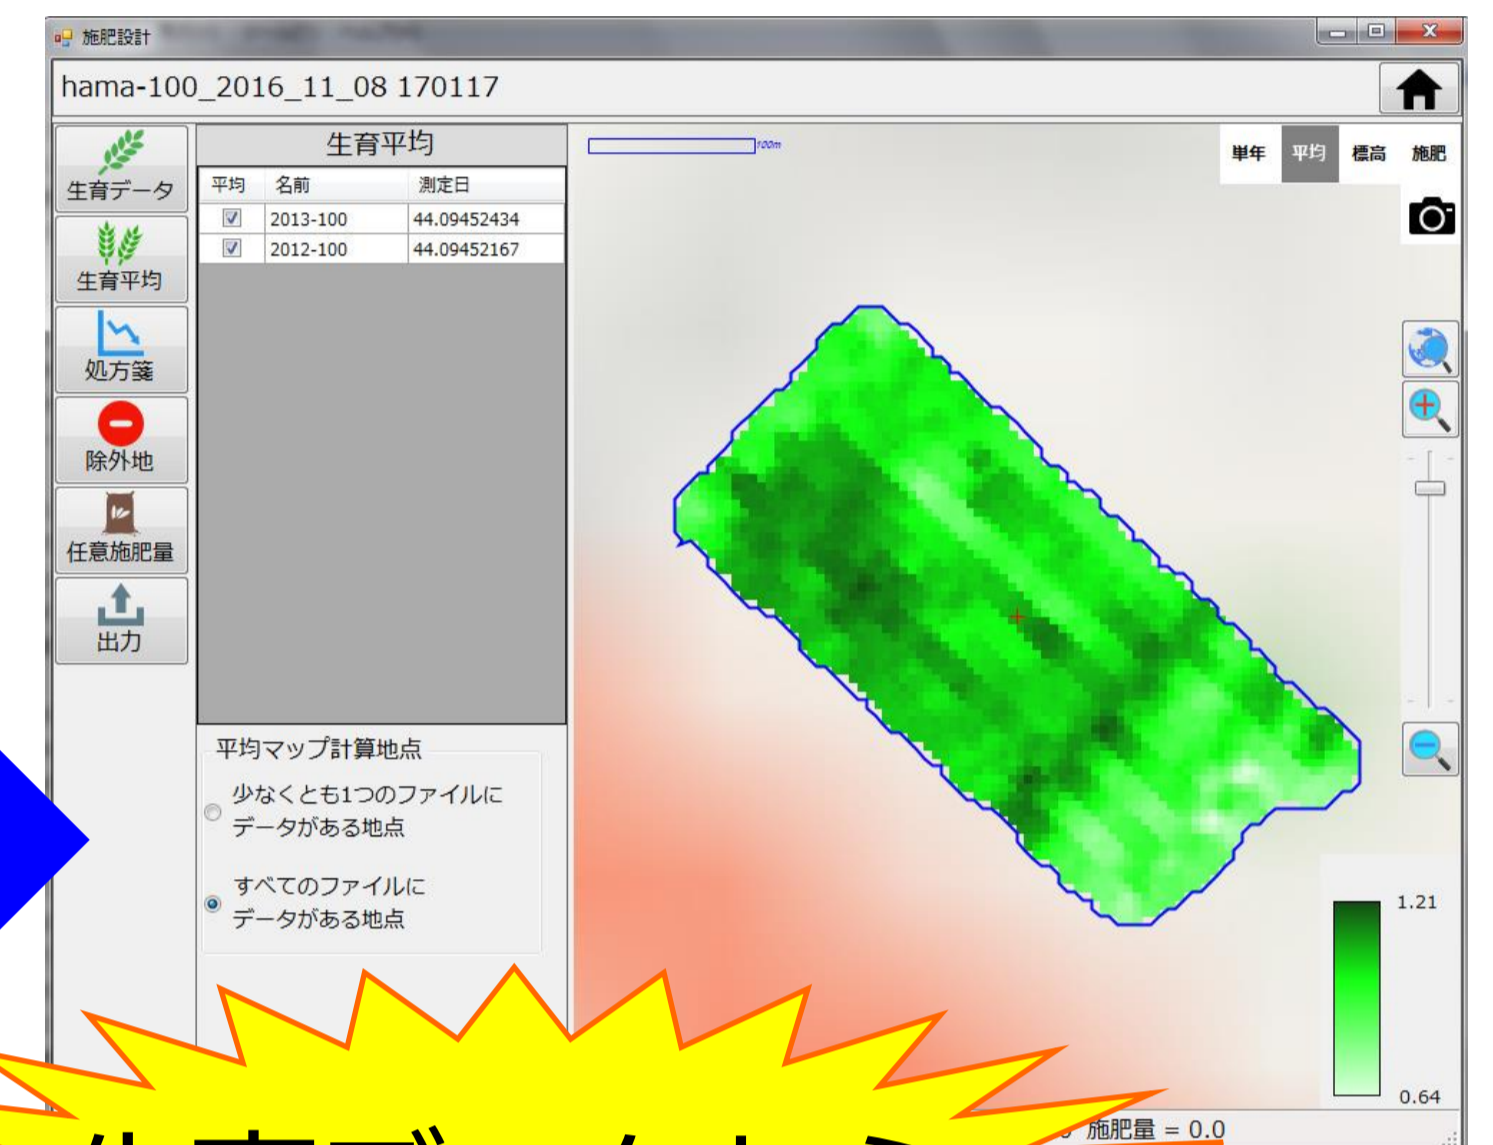 施肥設計
hama-100_2016_11_08 170117
生育データ
生育平均
処方箋
除外地
任意施肥量
出力
生育平均
平均 名前 測定日
2013-100 44.09452434
2012-100 44.09452167
平均マップ計算地点
少なくとも1つのファイルに
データがある地点
すべてのファイルに
データがある地点
100m
単年 平均 標高 施肥
1.21
0.64
施肥量 = 0.0